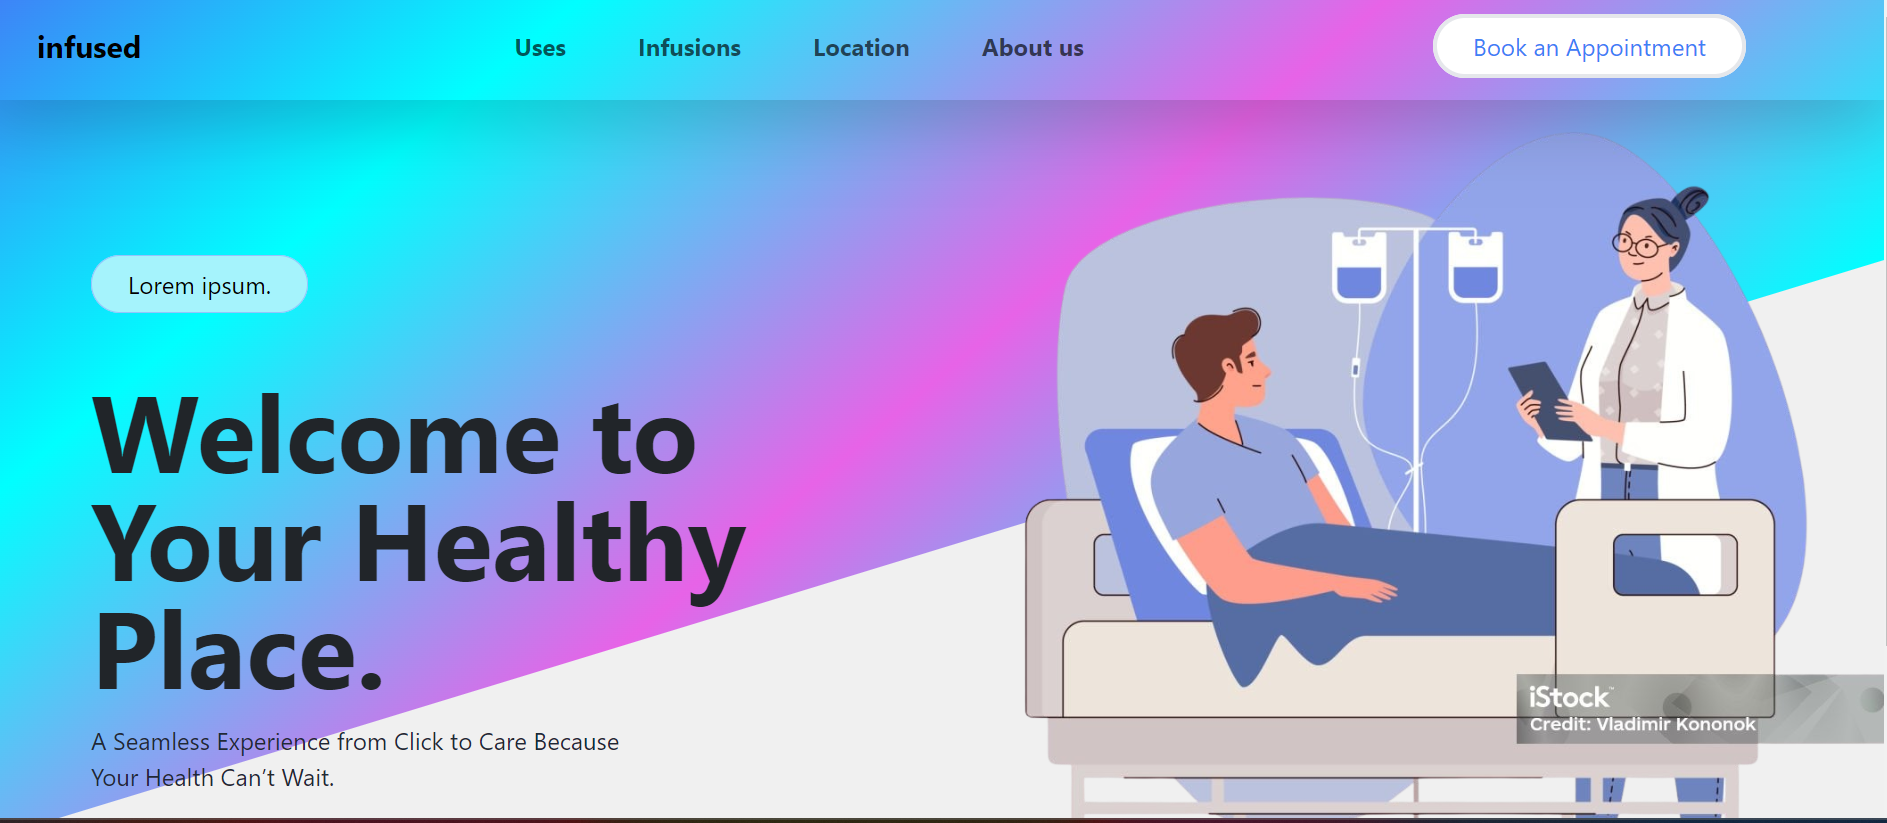 infused
Uses
Infusions
Location
About us
Book an Appointment
Lorem ipsum.
Welcome to
Your Healthy
Place.
A Seamless Experience from Click to Care Because
Your Health Can’t Wait.
iStock™
Credit: Vladimir Kononok